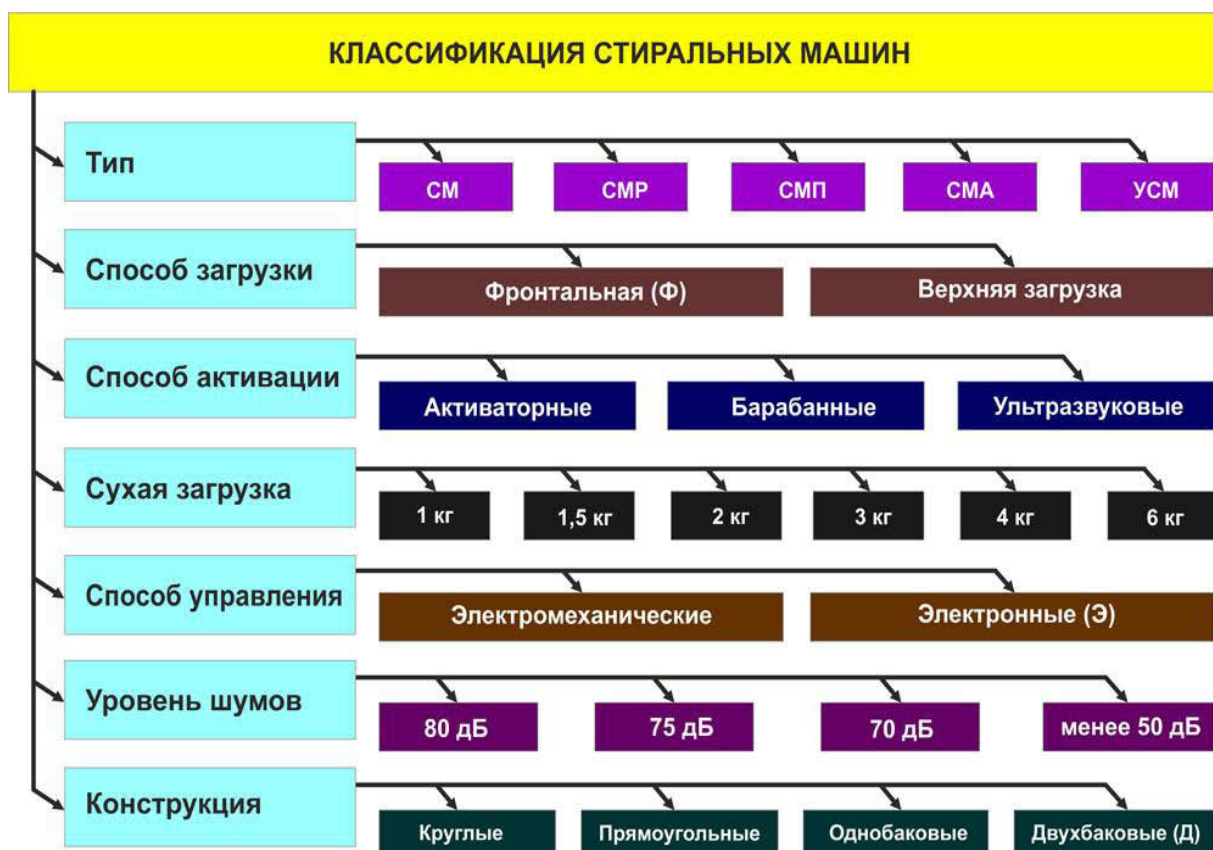 КЛАССИФИКАЦИЯ СТИРАЛЬНЫХ МАШИН
Тип
СМ
СМР
СМП
СМА
УСМ
Способ загрузки
Фронтальная (Ф)
Верхняя загрузка
Способ активации
Активаторные
Барабанные
Ультразвуковые
Сухая загрузка
1 кг
1,5 кг
2 кг
3 кг
4 кг
6 кг
Способ управления
Электромеханические
Электронные (Э)
Уровень шумов
80 дБ
75 дБ
70 дБ
менее 50 дБ
Конструкция
Круглые
Прямоугольные
Однобаковые
Двухбаковые (Д)